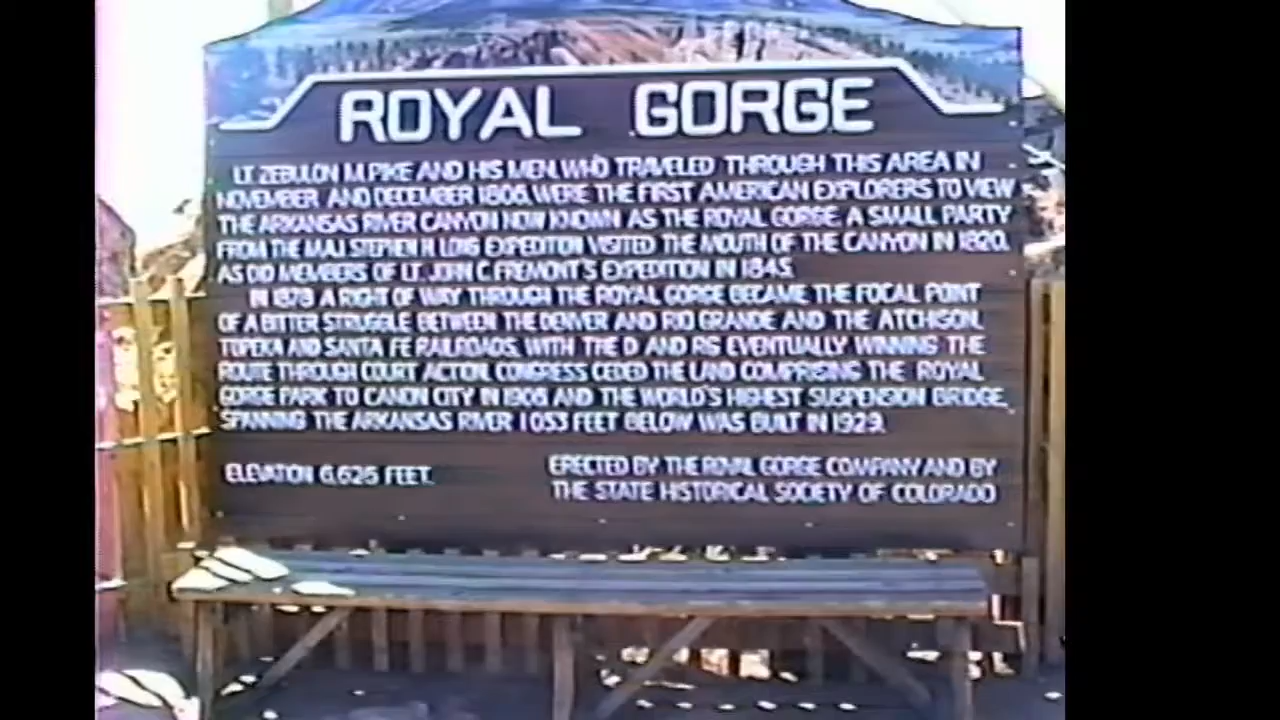 ROYAL GORGE
LT. ZEBULON M. PIKE AND HIS MEN, WHO TRAVELED THROUGH THIS AREA IN
NOVEMBER AND DECEMBER 1806, WERE THE FIRST AMERICAN EXPLORERS TO VIEW
THE ARKANSAS RIVER CANYON NOW KNOWN AS THE ROYAL GORGE. A SMALL PARTY
FROM THE MAJ. STEPHEN H. LONG EXPEDITION VISITED THE MOUTH OF THE CANYON IN 1820,
AS DID MEMBERS OF LT. JOHN C. FREMONT'S EXPEDITION IN 1845.
IN 1878 A RIGHT OF WAY THROUGH THE ROYAL GORGE BECAME THE FOCAL POINT
OF A BITTER STRUGGLE BETWEEN THE DENVER AND RIO GRANDE AND THE ATCHISON,
TOPEKA AND SANTA FE RAILROADS, WITH THE D AND RG EVENTUALLY WINNING THE
ROUTE THROUGH COURT ACTION. CONGRESS CEDED THE LAND COMPRISING THE ROYAL
GORGE PARK TO CANON CITY IN 1906 AND THE WORLD'S HIGHEST SUSPENSION BRIDGE,
SPANNING THE ARKANSAS RIVER 1053 FEET BELOW WAS BUILT IN 1929.
ELEVATION 6,626 FEET.
ERECTED BY THE ROYAL GORGE COMPANY AND BY
THE STATE HISTORICAL SOCIETY OF COLORADO